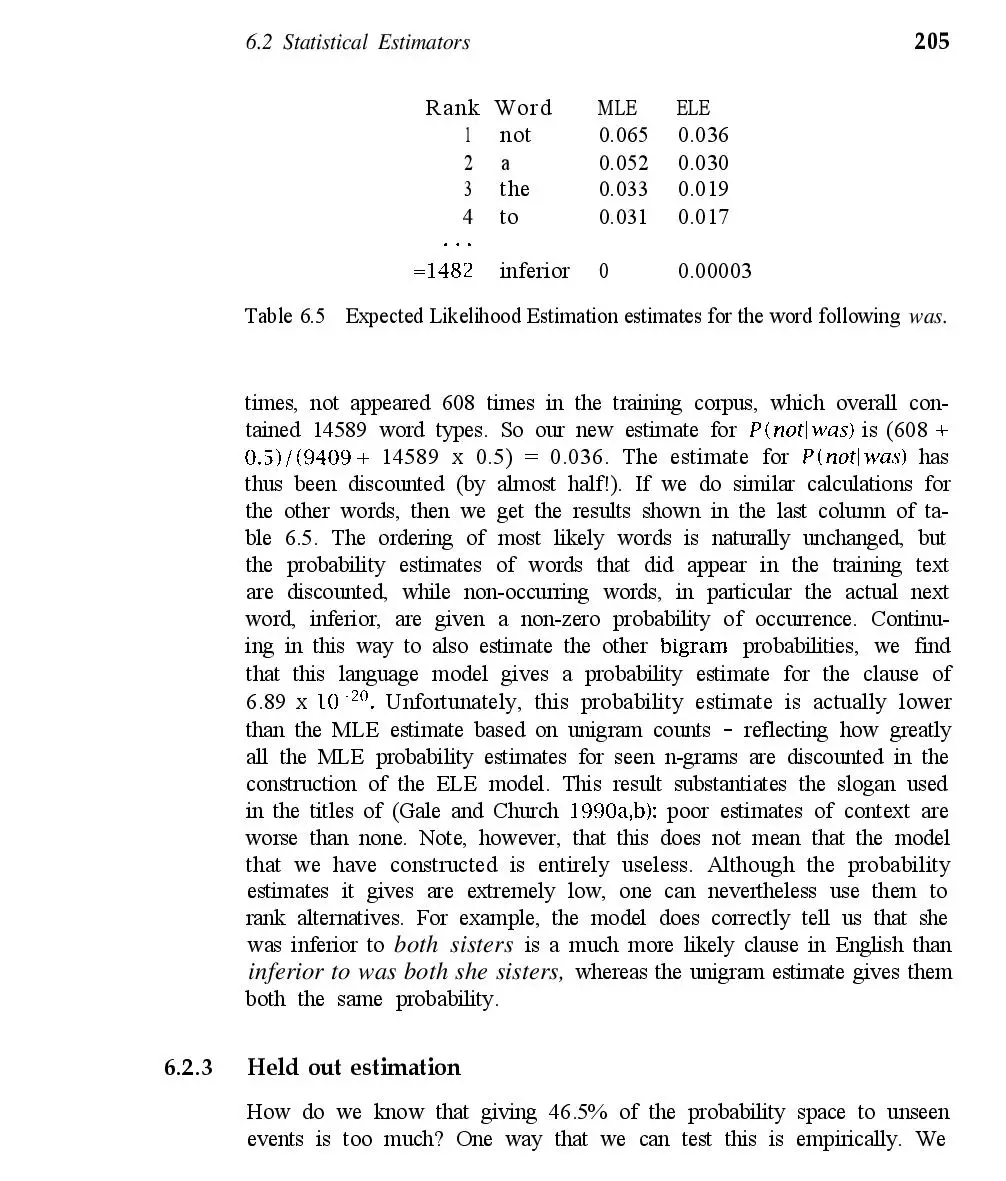 6.2 Statistical Estimators 205
Rank Word MLE ELE
1 not 0.065 0.036
2 a 0.052 0.030
3 the 0.033 0.019
4 to 0.031 0.017
...
=1482 inferior 0 0.00003
Table 6.5 Expected Likelihood Estimation estimates for the word following was.
times, not appeared 608 times in the training corpus, which overall con-
tained 14589 word types. So our new estimate for P(not|was) is (608 +
0.5)/(9409 + 14589 x 0.5) = 0.036. The estimate for P(not|was) has
thus been discounted (by almost half!). If we do similar calculations for
the other words, then we get the results shown in the last column of ta-
ble 6.5. The ordering of most likely words is naturally unchanged, but
the probability estimates of words that did appear in the training text
are discounted, while non-occurring words, in particular the actual next
word, inferior, are given a non-zero probability of occurrence. Continu-
ing in this way to also estimate the other bigram probabilities, we find
that this language model gives a probability estimate for the clause of
6.89 x 10⁻²⁰. Unfortunately, this probability estimate is actually lower
than the MLE estimate based on unigram counts – reflecting how greatly
all the MLE probability estimates for seen n-grams are discounted in the
construction of the ELE model. This result substantiates the slogan used
in the titles of (Gale and Church 1990a,b): poor estimates of context are
worse than none. Note, however, that this does not mean that the model
that we have constructed is entirely useless. Although the probability
estimates it gives are extremely low, one can nevertheless use them to
rank alternatives. For example, the model does correctly tell us that she
was inferior to both sisters is a much more likely clause in English than
inferior to was both she sisters, whereas the unigram estimate gives them
both the same probability.
6.2.3 Held out estimation
How do we know that giving 46.5% of the probability space to unseen
events is too much? One way that we can test this is empirically. We